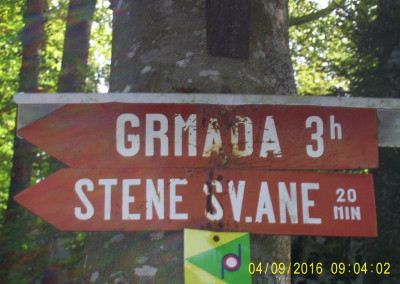 GRMADA 3h
STENE SV. ANE 20 MIN
P
04/09/2016 09:04:02